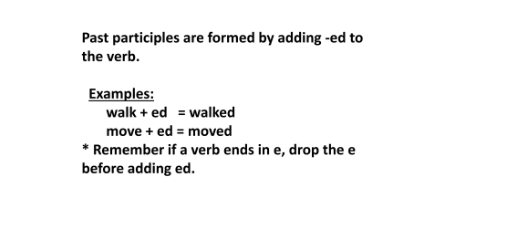 Past participles are formed by adding -ed to
the verb.
Examples:
walk + ed = walked
move + ed = moved
* Remember if a verb ends in e, drop the e
before adding ed.